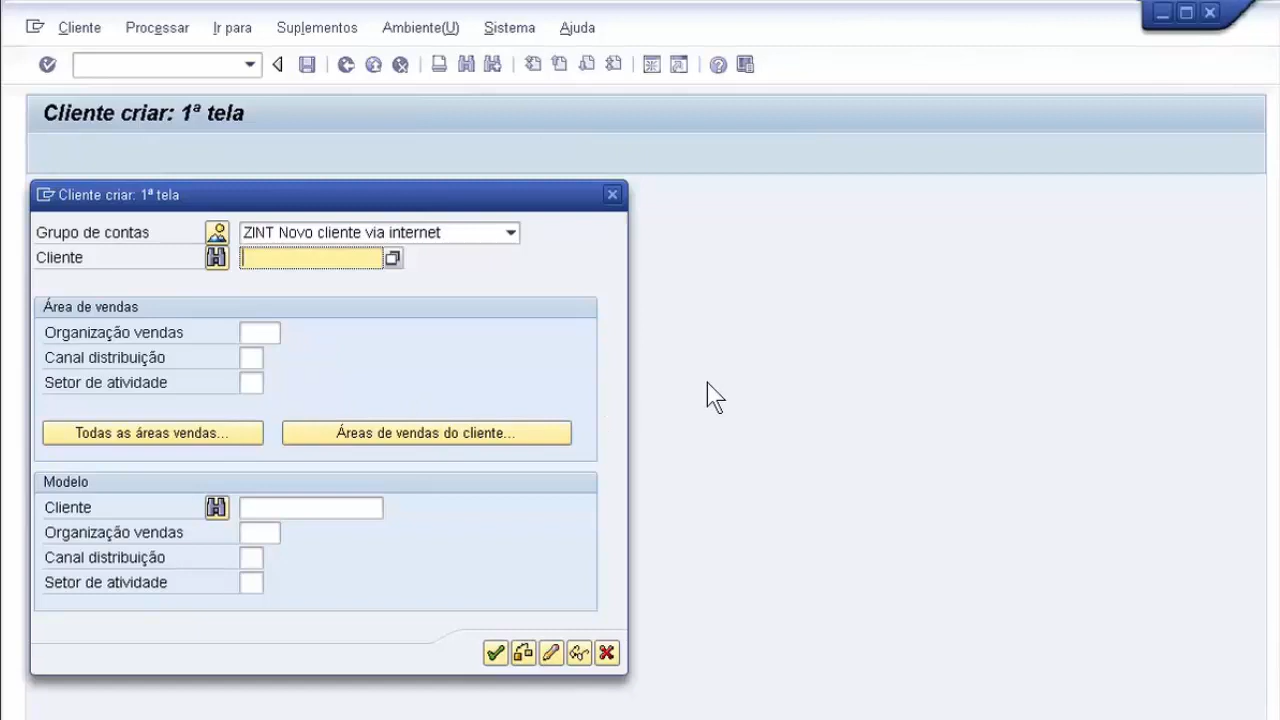 Cliente Processar Ir para Suplementos Ambiente(U) Sistema Ajuda
Cliente criar: 1ª tela
Cliente criar: 1ª tela
Grupo de contas ZINT Novo cliente via internet
Cliente
Área de vendas
Organização vendas
Canal distribuição
Setor de atividade
Todas as áreas vendas... Áreas de vendas do cliente...
Modelo
Cliente
Organização vendas
Canal distribuição
Setor de atividade